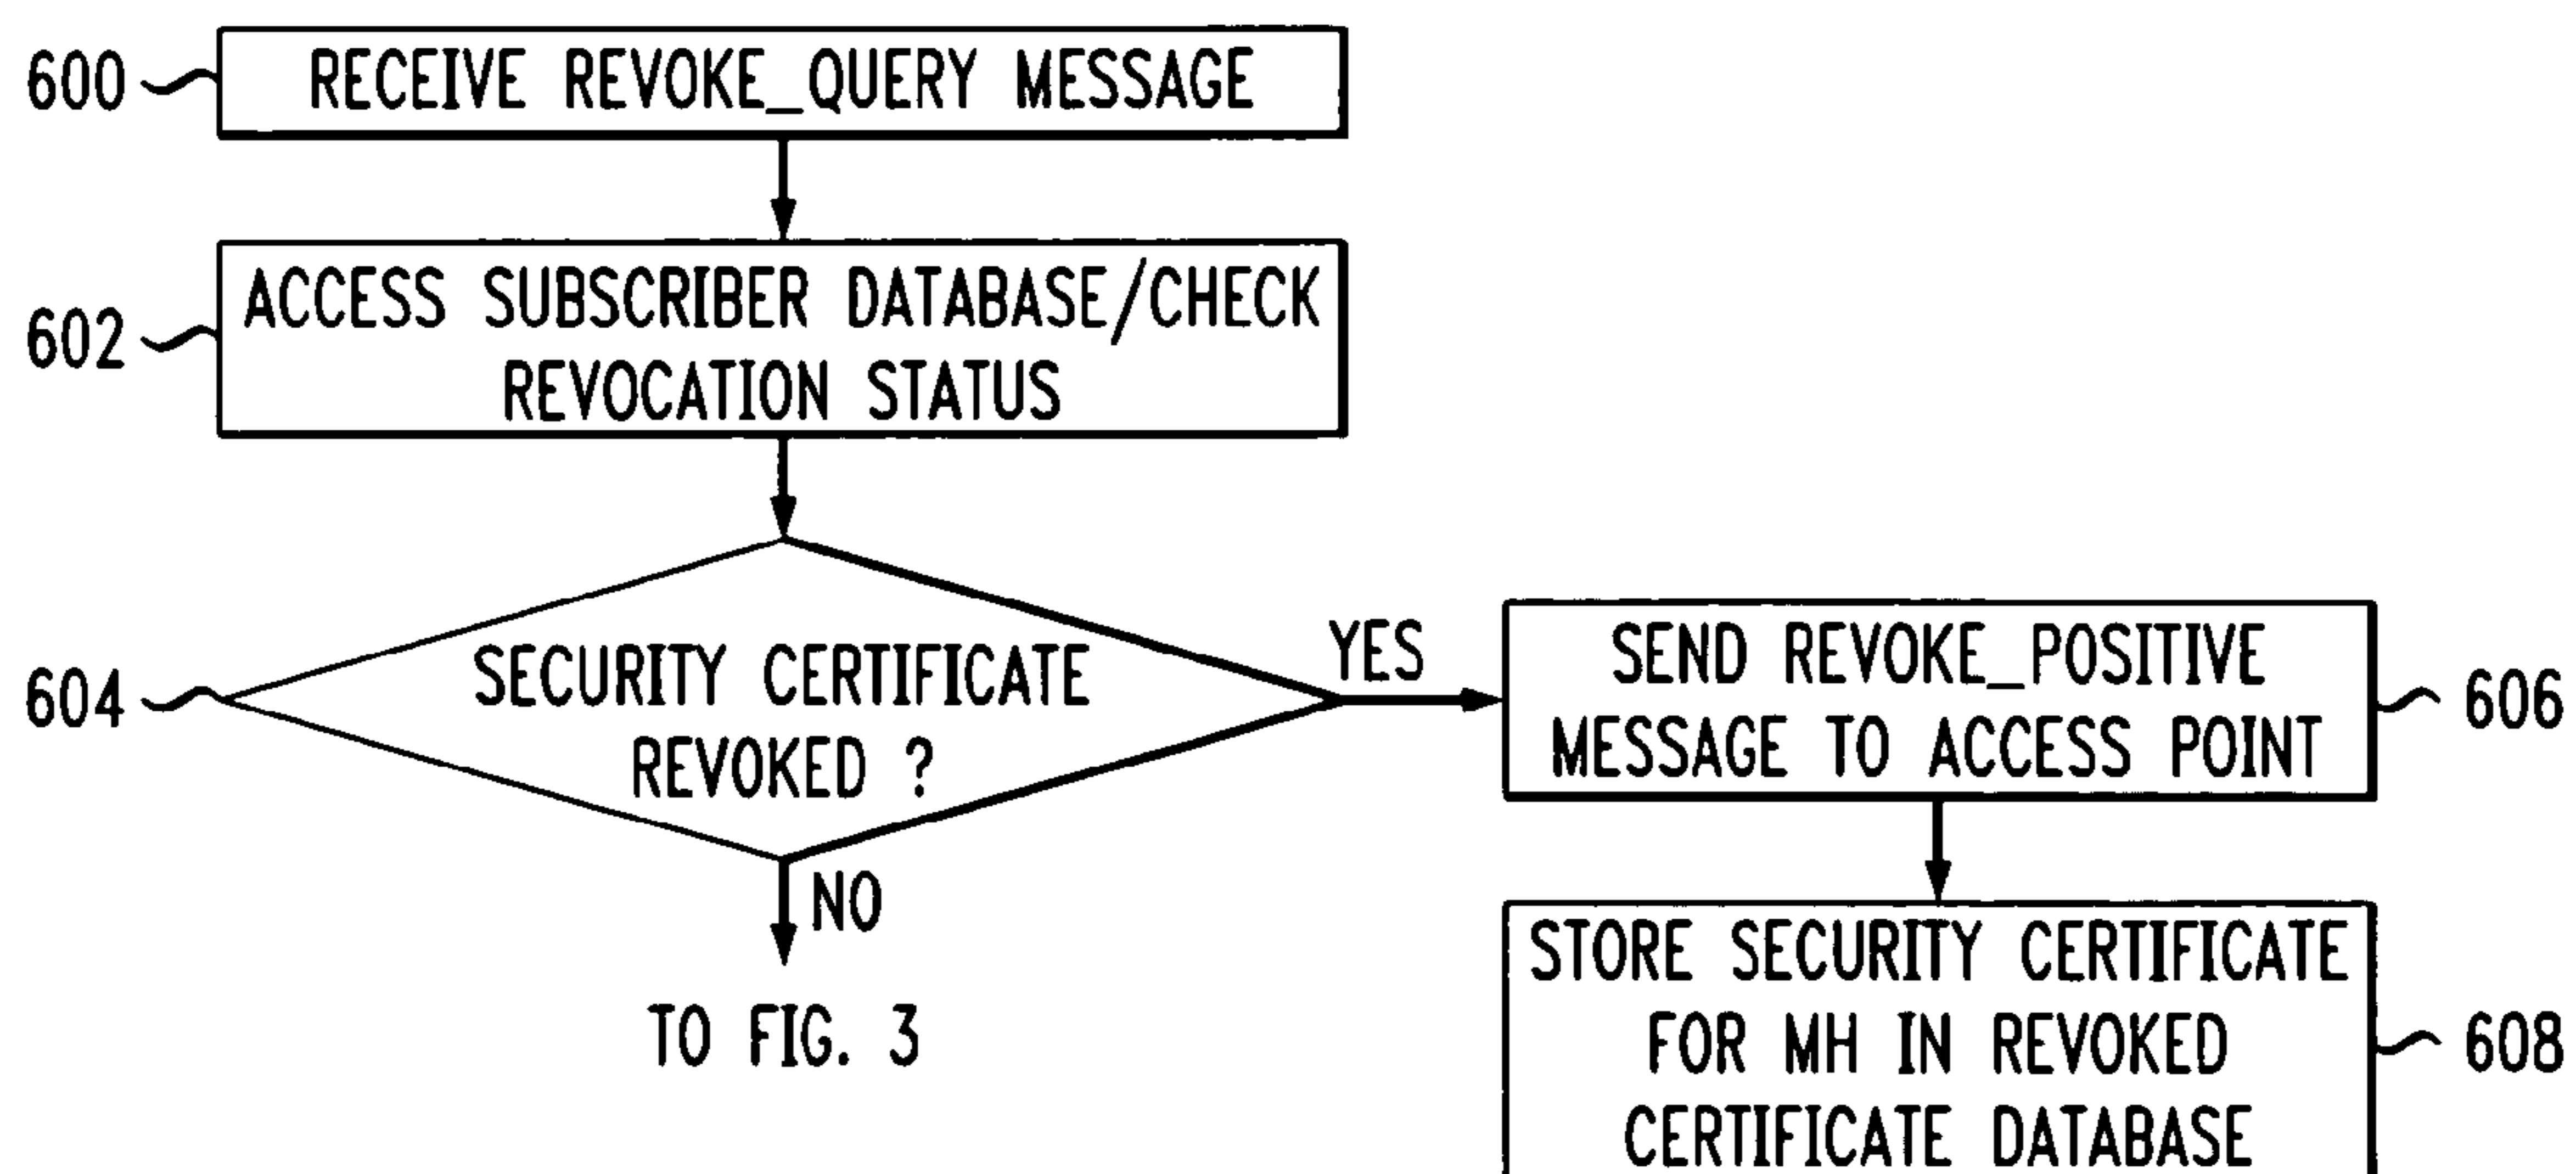 600
RECEIVE REVOKE_QUERY MESSAGE
602
ACCESS SUBSCRIBER DATABASE/CHECK
REVOCATION STATUS
604
SECURITY CERTIFICATE
REVOKED ?
YES
NO
TO FIG. 3
SEND REVOKE_POSITIVE
MESSAGE TO ACCESS POINT
606
STORE SECURITY CERTIFICATE
FOR MH IN REVOKED
CERTIFICATE DATABASE
608